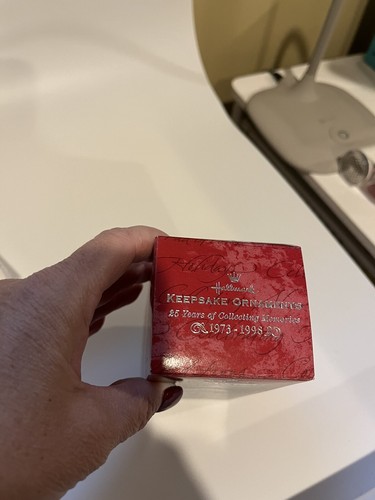 Hallmark
KEEPSAKE ORNAMENTS
25 Years of Collecting Memories
1973-1998